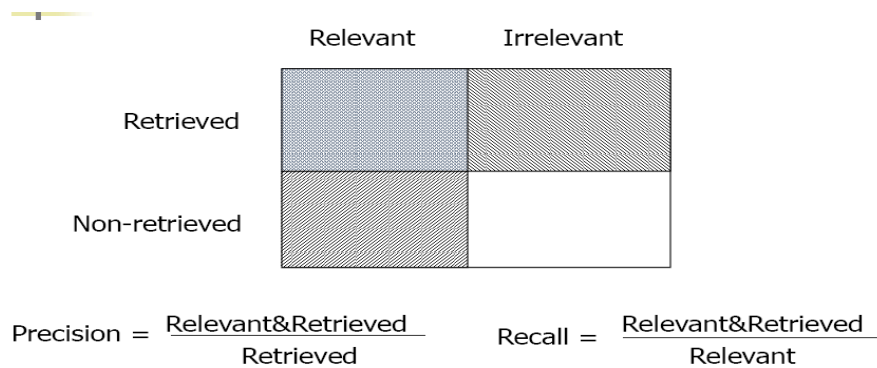 Relevant Irrelevant
Retrieved
Non-retrieved
Precision = Relevant&Retrieved
Retrieved
Recall = Relevant&Retrieved
Relevant